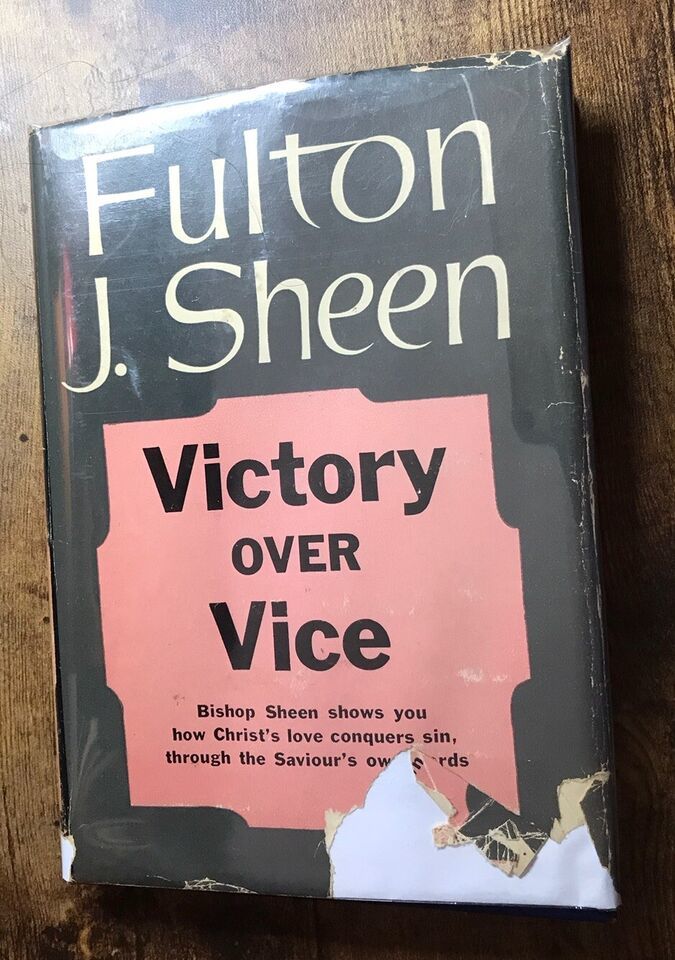 Fulton
J. Sheen
Victory
OVER
Vice
Bishop Sheen shows you
how Christ's love conquers sin,
through the Saviour's